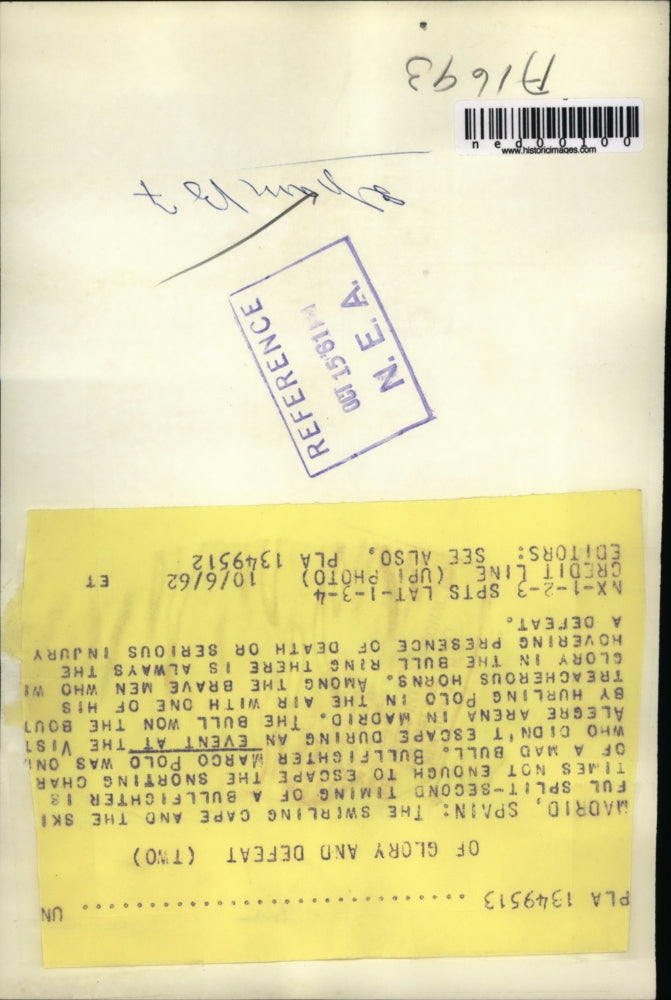 A1693
ned00100
www.historicimages.com
REFERENCE
OCT 15
N.E.A.
PLA 1349513 ................................ UN
OF GLORY AND DEFEAT (TWO)
MADRID, SPAIN: THE SWIRLING CAPE AND THE SKI
FUL SPLIT-SECOND TIMING OF A BULLFIGHTER IS
TIMES NOT ENOUGH TO ESCAPE THE SNORTING CHAR
OF A MAD BULL. BULLFIGHTER MARCO POLO WAS ON
WHO DIDN'T ESCAPE DURING AN EVENT AT THE VIST
ALEGRE ARENA IN MADRID. THE BULL WON THE BOUT
BY HURLING POLO IN THE AIR WITH ONE OF HIS
TREACHEROUS HORNS. AMONG THE BRAVE MEN WHO WI
GLORY IN THE BULL RING THERE IS ALWAYS THE
HOVERING PRESENCE OF DEATH OR SERIOUS INJURY
A DEFEAT.
NX-1-2-3 SPTS LAT-1-3-4
CREDIT LINE (UPI PHOTO) 10/6/62 ET
EDITORS: SEE ALSO, PLA 1349512